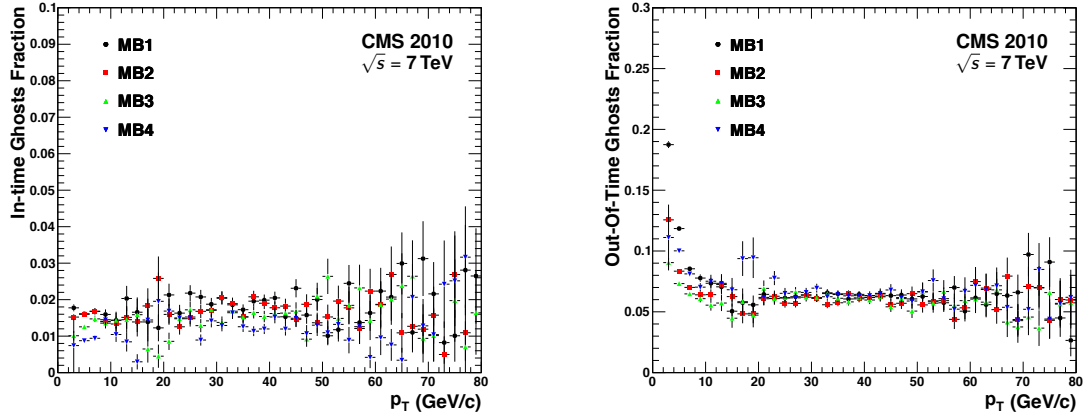 In-time Ghosts Fraction
0.1
0.09
0.08
0.07
0.06
0.05
0.04
0.03
0.02
0.01
0
MB1
MB2
MB3
MB4
CMS 2010
√s = 7 TeV
0 10 20 30 40 50 60 70 80
p_T (GeV/c)
Out-Of-Time Ghosts Fraction
0.3
0.25
0.2
0.15
0.1
0.05
0
MB1
MB2
MB3
MB4
CMS 2010
√s = 7 TeV
0 10 20 30 40 50 60 70 80
p_T (GeV/c)